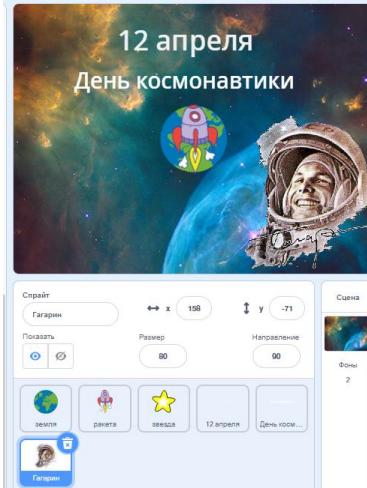 12 апреля
День космонавтики
Спрайт
Сцена
Гагарин
x 158
y -71
Показать
Размер
Направление
80
90
Фоны
2
земля
ракета
звезда
12 апреля
День косм...
Гагарин